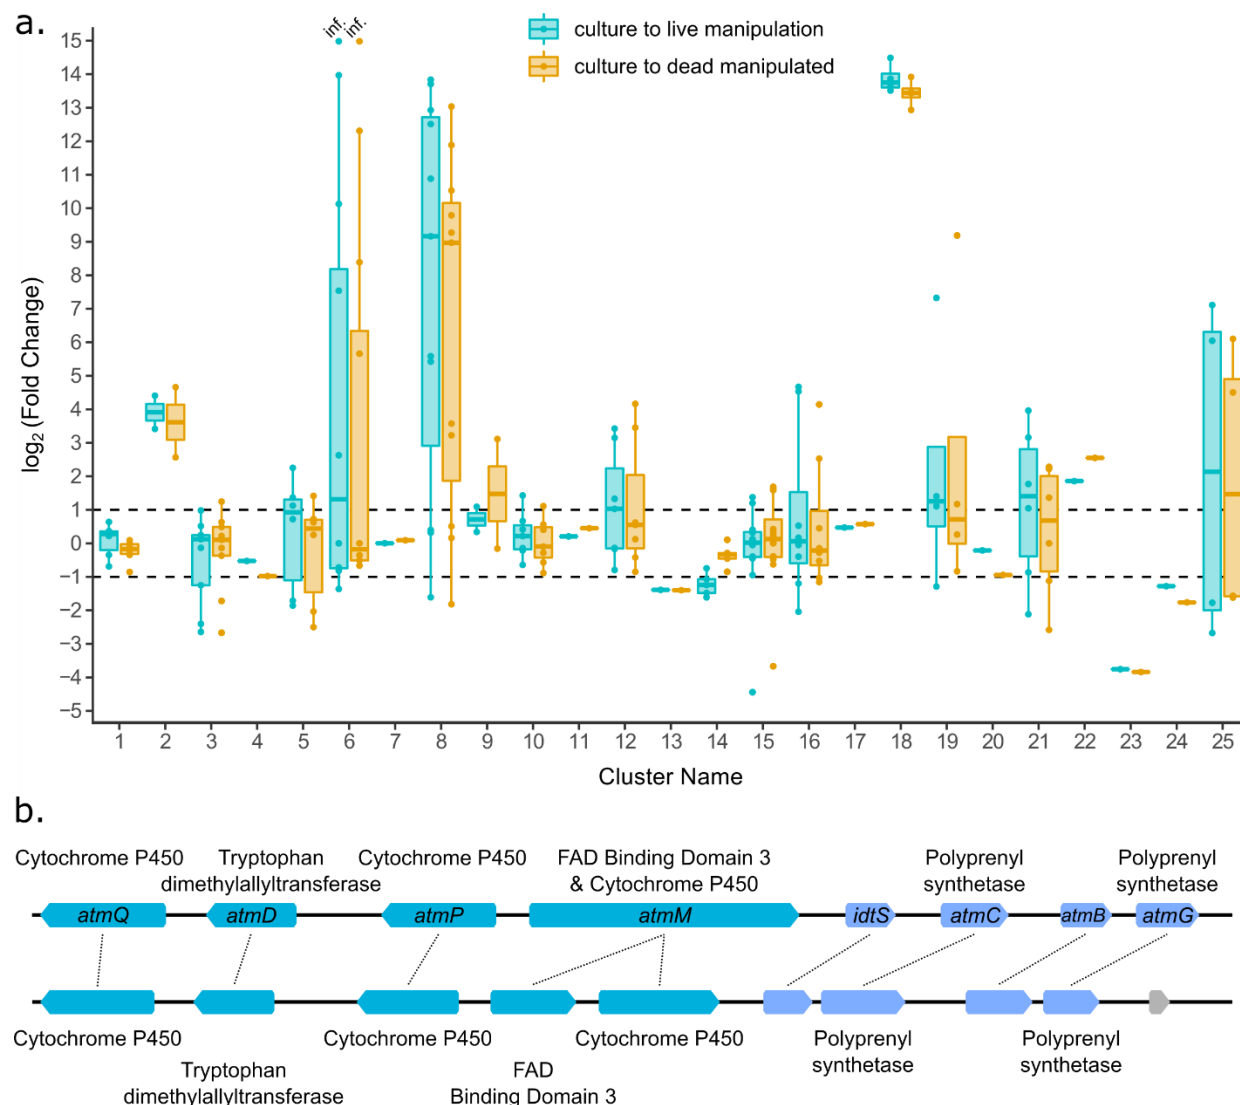 a.
inf. inf.
culture to live manipulation
culture to dead manipulated
15
14
13
12
11
10
9
8
7
6
5
4
3
2
1
0
−1
−2
−3
−4
−5
log2 (Fold Change)
1 2 3 4 5 6 7 8 9 10 11 12 13 14 15 16 17 18 19 20 21 22 23 24 25
Cluster Name
b.
Cytochrome P450 Tryptophan dimethylallyltransferase Cytochrome P450 FAD Binding Domain 3 & Cytochrome P450 Polyprenyl synthetase Polyprenyl synthetase
atmQ atmD atmP atmM idtS atmC atmB atmG
Cytochrome P450 Cytochrome P450 Cytochrome P450 Polyprenyl synthetase Polyprenyl synthetase
Tryptophan dimethylallyltransferase FAD Binding Domain 3